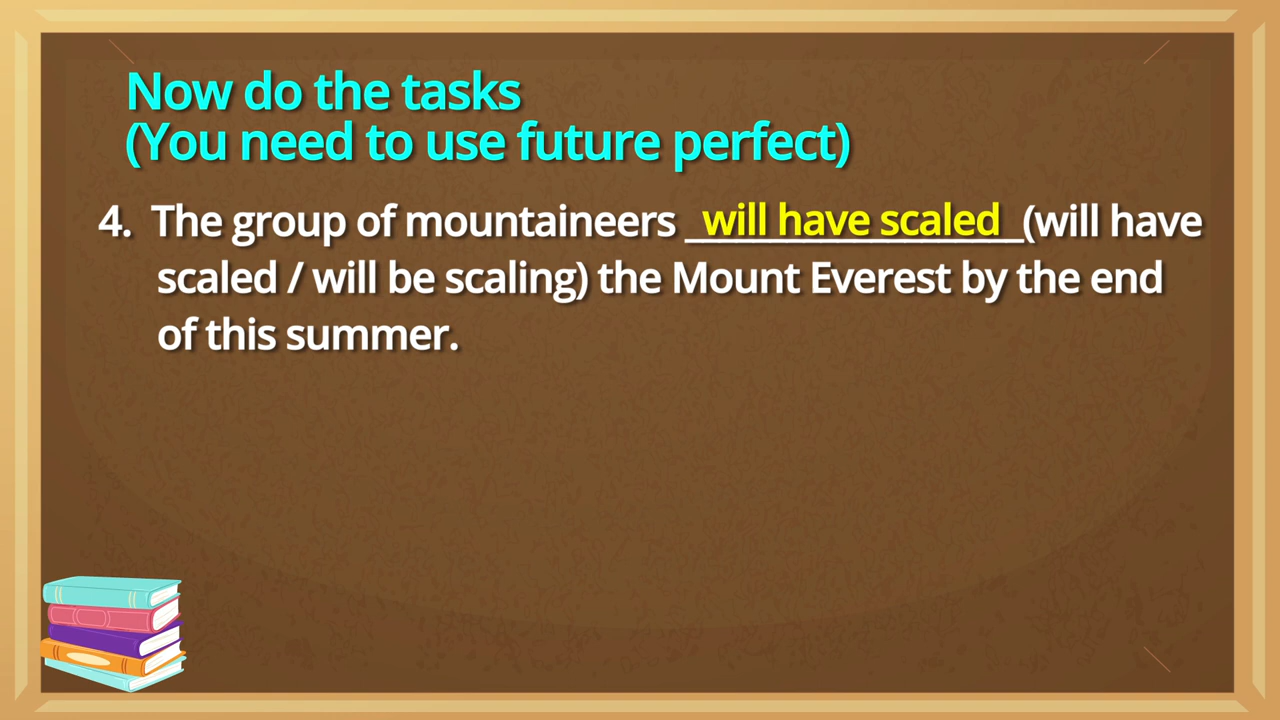 Now do the tasks
(You need to use future perfect)
4. The group of mountaineers will have scaled (will have
scaled / will be scaling) the Mount Everest by the end
of this summer.